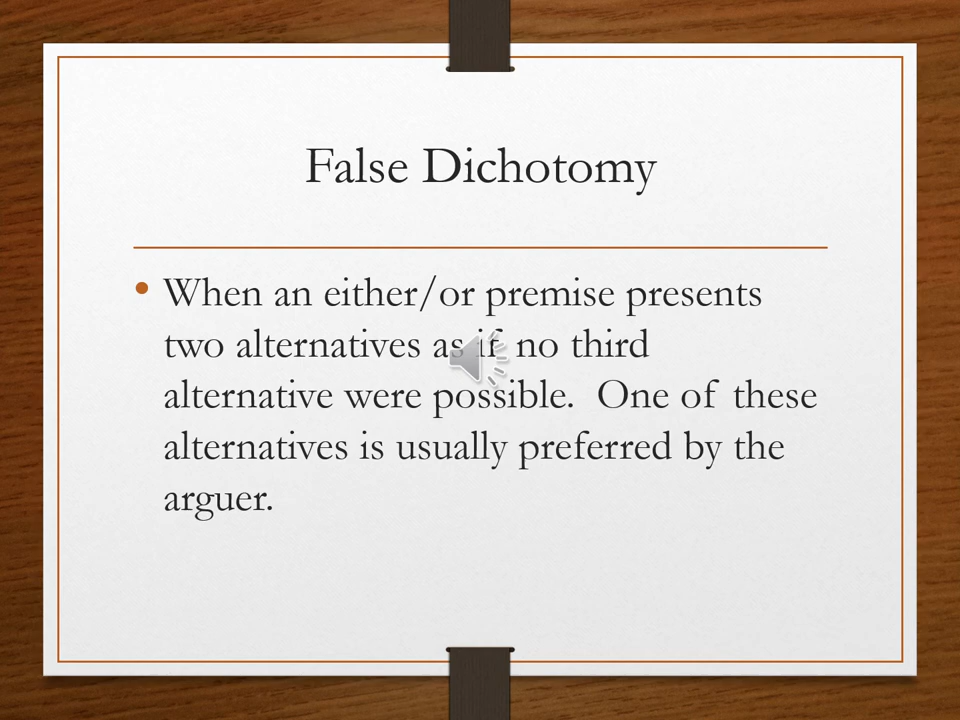 False Dichotomy
• When an either/or premise presents
two alternatives as if no third
alternative were possible.  One of these
alternatives is usually preferred by the
arguer.